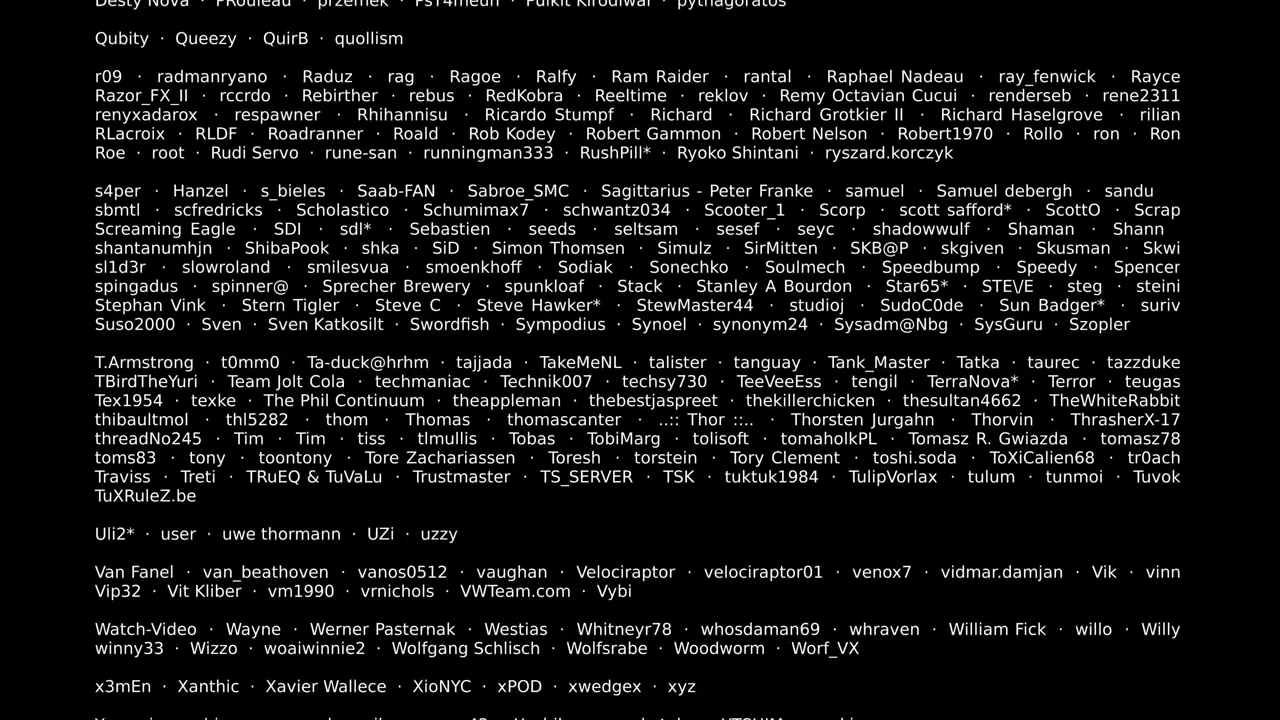 Desty Nova · PRouleau · przemek · PsT4meun · Pulkit Kirodiwal · pythagoratos
Qubity · Queezy · QuirB · quollism
r09 · radmanryano · Raduz · rag · Ragoe · Ralfy · Ram Raider · rantal · Raphael Nadeau · ray_fenwick · Rayce
Razor_FX_II · rccrdo · Rebirther · rebus · RedKobra · Reeltime · reklov · Remy Octavian Cucui · renderseb · rene2311
renyxadarox · respawner · Rhihannisu · Ricardo Stumpf · Richard · Richard Grotkier II · Richard Haselgrove · rilian
RLacroix · RLDF · Roadranner · Roald · Rob Kodey · Robert Gammon · Robert Nelson · Robert1970 · Rollo · ron · Ron
Roe · root · Rudi Servo · rune-san · runningman333 · RushPill* · Ryoko Shintani · ryszard.korczyk
s4per · Hanzel · s_bieles · Saab-FAN · Sabroe_SMC · Sagittarius - Peter Franke · samuel · Samuel debergh · sandu
sbmtl · scfredricks · Scholastico · Schumimax7 · schwantz034 · Scooter_1 · Scorp · scott safford* · ScottO · Scrap
Screaming Eagle · SDI · sdl* · Sebastien · seeds · seltsam · sesef · seyc · shadowwulf · Shaman · Shann
shantanumhjn · ShibaPook · shka · SiD · Simon Thomsen · Simulz · SirMitten · SKB@P · skgiven · Skusman · Skwi
sl1d3r · slowroland · smilesvua · smoenkhoff · Sodiak · Sonechko · Soulmech · Speedbump · Speedy · Spencer
spingadus · spinner@ · Sprecher Brewery · spunkloaf · Stack · Stanley A Bourdon · Star65* · STE\/E · steg · steini
Stephan Vink · Stern Tigler · Steve C · Steve Hawker* · StewMaster44 · studioj · SudoC0de · Sun Badger* · suriv
Suso2000 · Sven · Sven Katkosilt · Swordfish · Sympodius · Synoel · synonym24 · Sysadm@Nbg · SysGuru · Szopler
T.Armstrong · t0mm0 · Ta-duck@hrhm · tajjada · TakeMeNL · talister · tanguay · Tank_Master · Tatka · taurec · tazzduke
TBirdTheYuri · Team Jolt Cola · techmaniac · Technik007 · techsy730 · TeeVeeEss · tengil · TerraNova* · Terror · teugas
Tex1954 · texke · The Phil Continuum · theappleman · thebestjaspreet · thekillerchicken · thesultan4662 · TheWhiteRabbit
thibaultmol · thl5282 · thom · Thomas · thomascanter · ..:: Thor ::.. · Thorsten Jurgahn · Thorvin · ThrasherX-17
threadNo245 · Tim · Tim · tiss · tlmullis · Tobas · TobiMarg · tolisoft · tomaholkPL · Tomasz R. Gwiazda · tomasz78
toms83 · tony · toontony · Tore Zachariassen · Toresh · torstein · Tory Clement · toshi.soda · ToXiCalien68 · tr0ach
Traviss · Treti · TRuEQ & TuVaLu · Trustmaster · TS_SERVER · TSK · tuktuk1984 · TulipVorlax · tulum · tunmoi · Tuvok
TuXRuleZ.be
Uli2* · user · uwe thormann · UZi · uzzy
Van Fanel · van_beathoven · vanos0512 · vaughan · Velociraptor · velociraptor01 · venox7 · vidmar.damjan · Vik · vinn
Vip32 · Vit Kliber · vm1990 · vrnichols · VWTeam.com · Vybi
Watch-Video · Wayne · Werner Pasternak · Westias · Whitneyr78 · whosdaman69 · whraven · William Fick · willo · Willy
winny33 · Wizzo · woaiwinnie2 · Wolfgang Schlisch · Wolfsrabe · Woodworm · Worf_VX
x3mEn · Xanthic · Xavier Wallece · XioNYC · xPOD · xwedgex · xyz